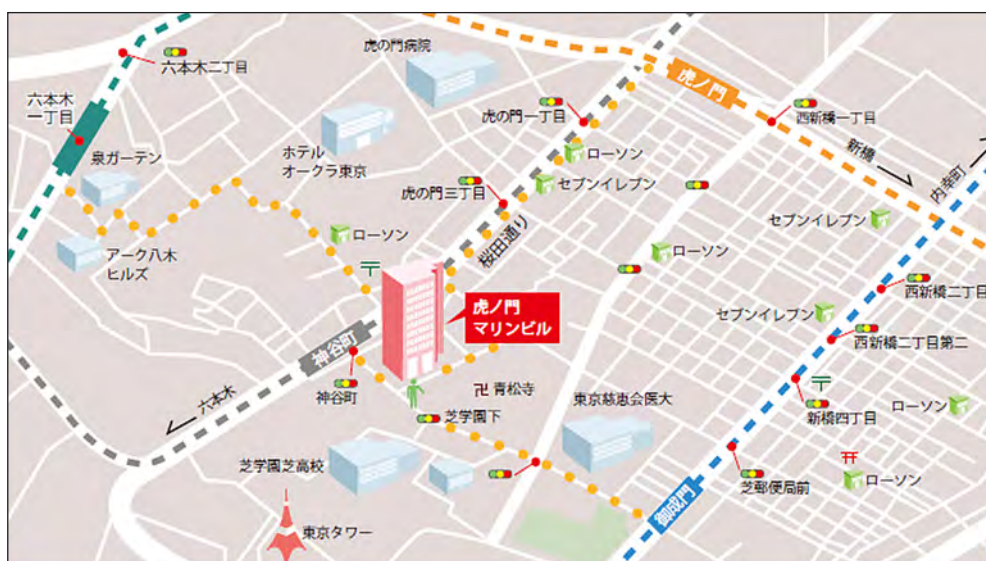 虎の門病院
六本木二丁目
六本木
一丁目
虎ノ門
虎の門一丁目
西新橋一丁目
泉ガーデン
ホテル
オークラ東京
ローソン
新橋
内幸町
セブンイレブン
虎の門三丁目
桜田通り
セブンイレブン
アーク八木
ヒルズ
ローソン
ローソン
西新橋二丁目
虎ノ門
マリンビル
セブンイレブン
西新橋二丁目第二
神谷町
神谷町
六本木
青松寺
芝学園下
東京慈恵会医大
新橋四丁目
ローソン
芝学園芝高校
芝郵便局前
ローソン
御成門
東京タワー